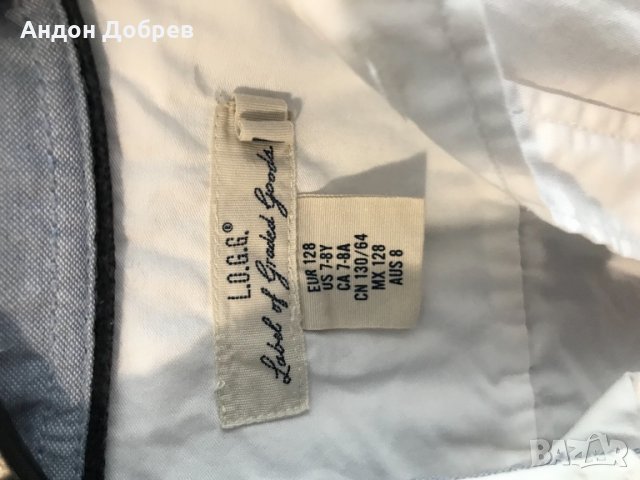 Андон Добрев
L.O.G.G.®
Label of Graded Goods
EUR 128
US 7-8Y
CA 7-8A
CN 130/64
MX 128
AUS 8
BAZAR